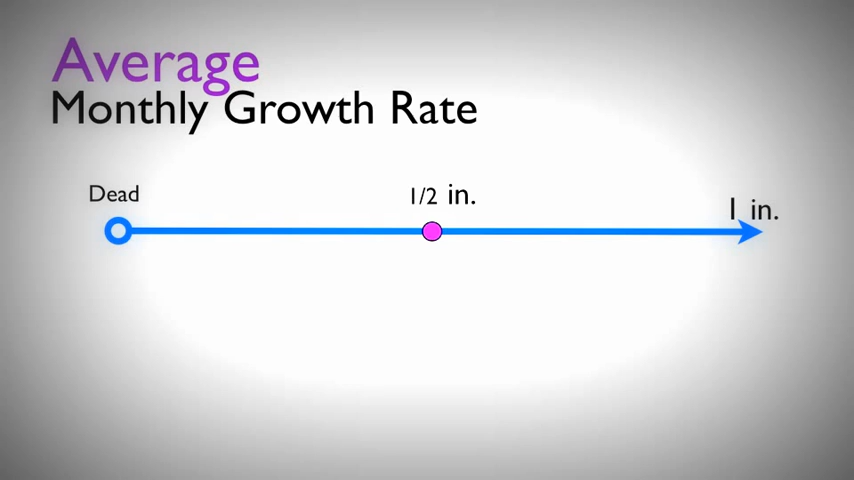 Average
Monthly Growth Rate
Dead
1/2 in.
1 in.